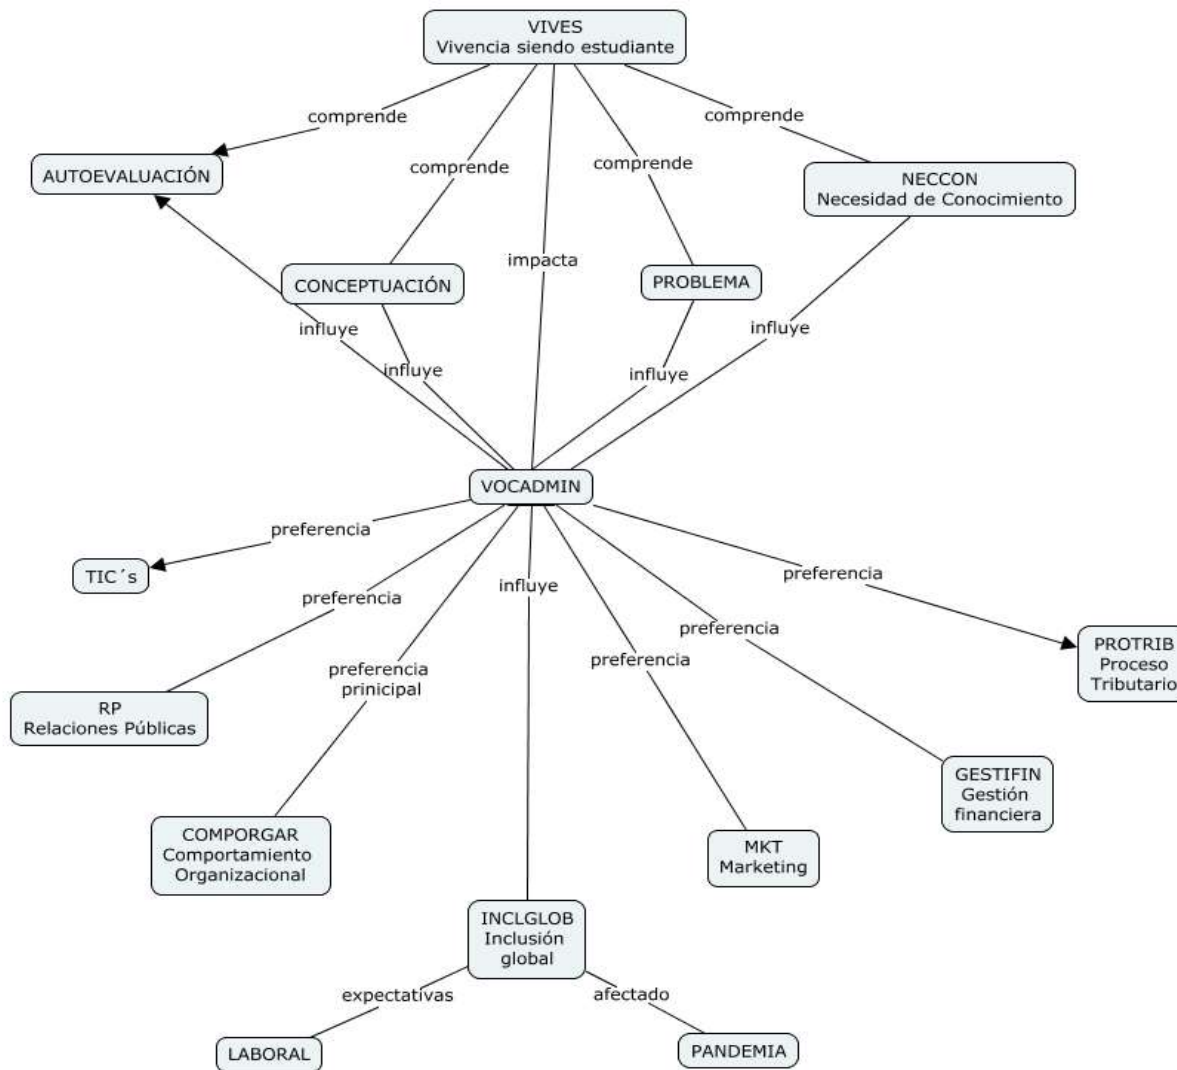 VIVES
Vivencia siendo estudiante
comprende
comprende
comprende
comprende
AUTOEVALUACIÓN
NECCON
Necesidad de Conocimiento
impacta
CONCEPTUACIÓN
PROBLEMA
influye
influye
influye
influye
VOCADMIN
preferencia
TIC´s
influye
preferencia
preferencia
preferencia
preferencia
prinicipal
preferencia
PROTRIB
Proceso
Tributario
RP
Relaciones Públicas
GESTIFIN
Gestión
financiera
COMPORGAR
Comportamiento
Organizacional
MKT
Marketing
INCLGLOB
Inclusión
global
expectativas
afectado
LABORAL
PANDEMIA